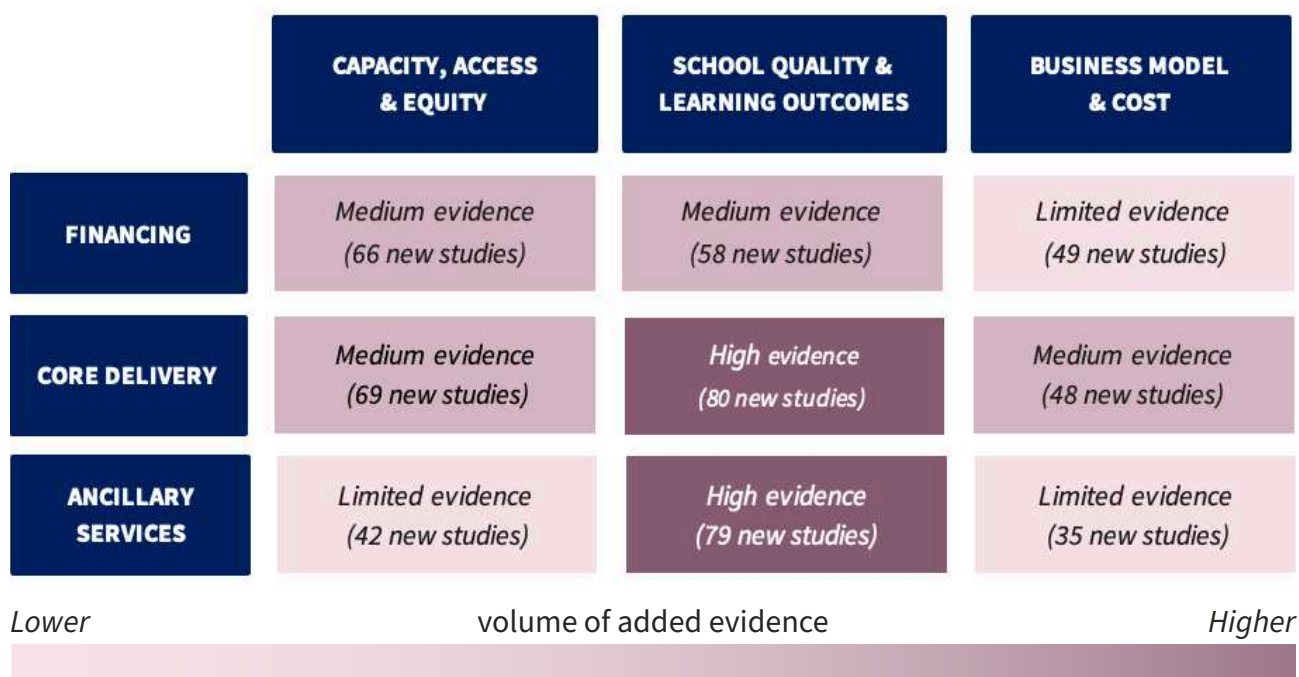 CAPACITY, ACCESS
& EQUITY
SCHOOL QUALITY &
LEARNING OUTCOMES
BUSINESS MODEL
& COST
FINANCING
Medium evidence
(66 new studies)
Medium evidence
(58 new studies)
Limited evidence
(49 new studies)
CORE DELIVERY
Medium evidence
(69 new studies)
High evidence
(80 new studies)
Medium evidence
(48 new studies)
ANCILLARY
SERVICES
Limited evidence
(42 new studies)
High evidence
(79 new studies)
Limited evidence
(35 new studies)
Lower volume of added evidence Higher